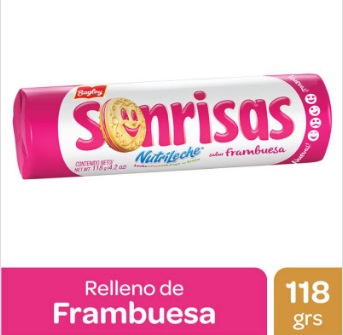 Bagley
sonrisas
NutriLeche
sabor frambuesa
CONTENIDO NETO/
NET WT. 118 g (4.2 oz)
Relleno de
Frambuesa
118
grs